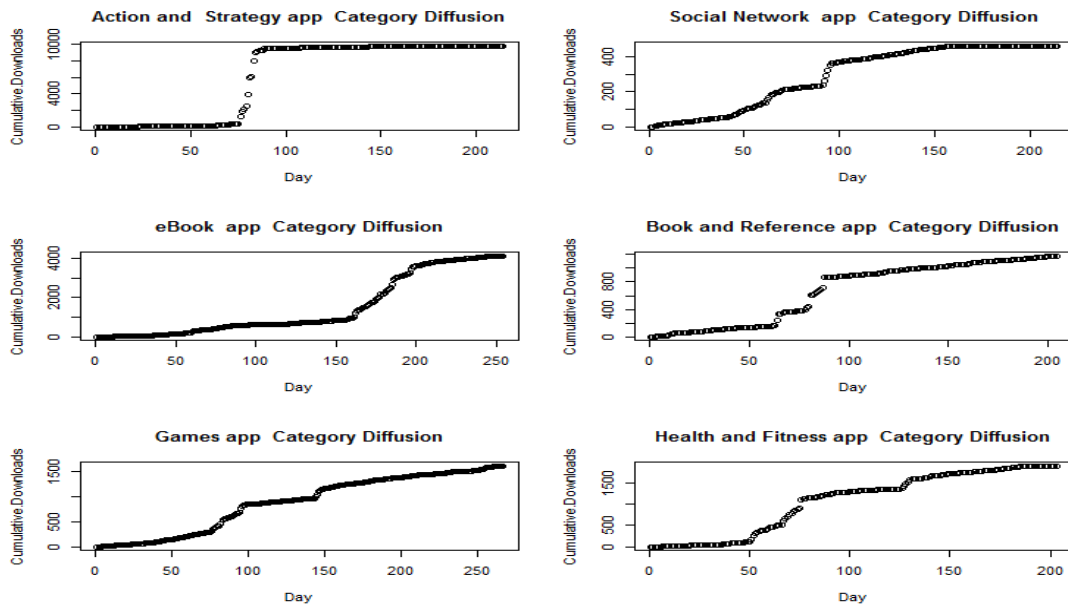 Action and Strategy app Category Diffusion
Cumulative.Downloads
0 4000 10000
0 50 100 150 200
Day
Social Network app Category Diffusion
Cumulative.Downloads
0 200 400
0 50 100 150 200
Day
eBook app Category Diffusion
Cumulative.Downloads
0 2000 4000
0 50 100 150 200 250
Day
Book and Reference app Category Diffusion
Cumulative.Downloads
0 400 800
0 50 100 150 200
Day
Games app Category Diffusion
Cumulative.Downloads
0 500 1500
0 50 100 150 200 250
Day
Health and Fitness app Category Diffusion
Cumulative.Downloads
0 500 1500
0 50 100 150 200
Day